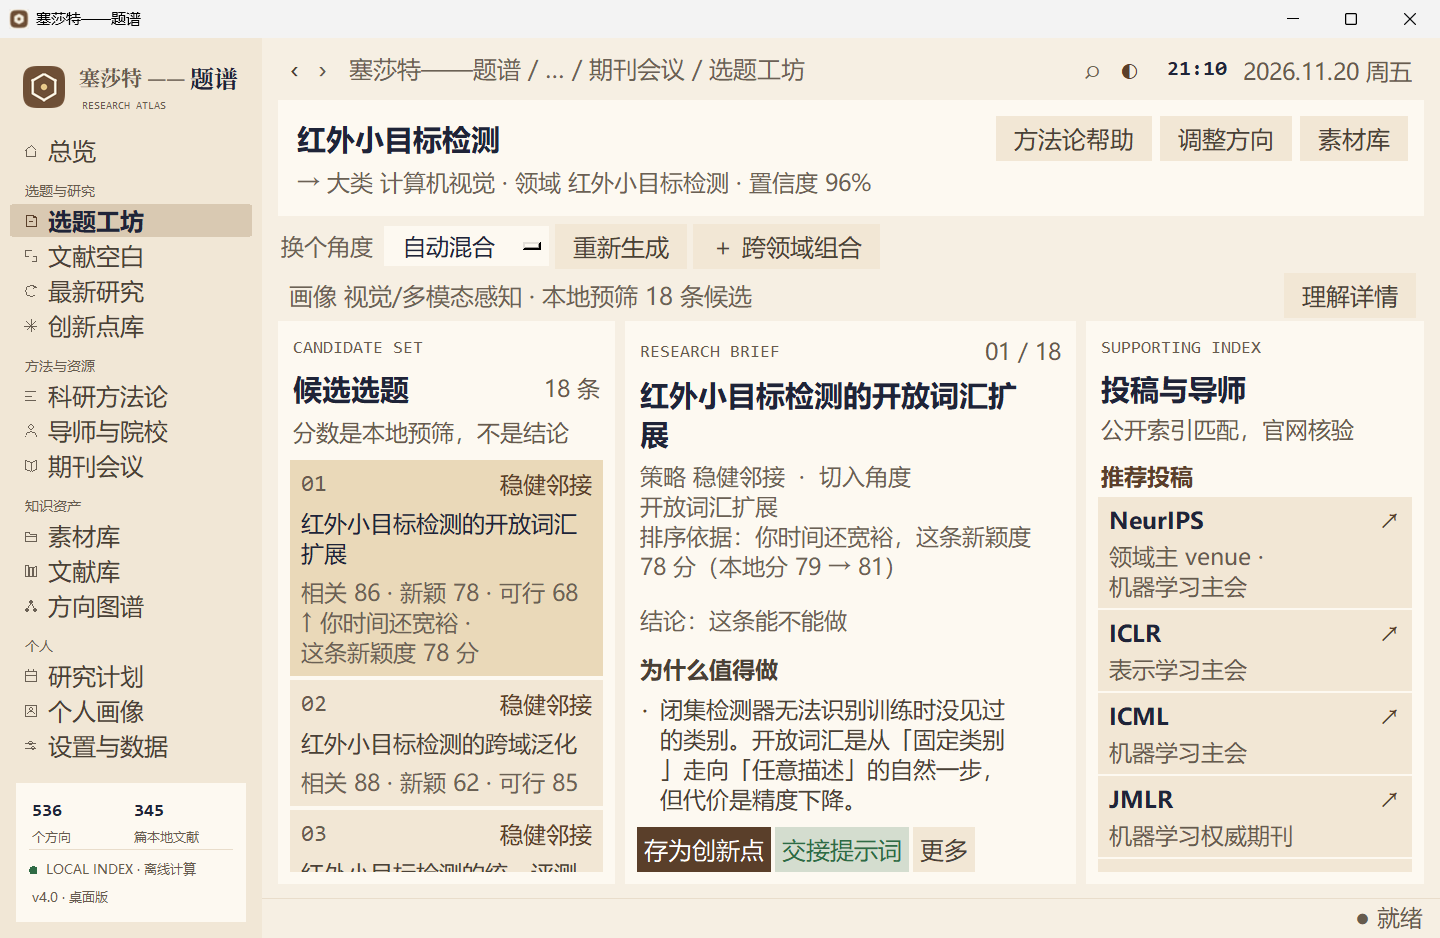 塞莎特——题谱
塞莎特 —— 题谱
RESEARCH ATLAS
总览
选题与研究
选题工坊
文献空白
最新研究
创新点库
方法与资源
科研方法论
导师与院校
期刊会议
知识资产
素材库
文献库
方向图谱
个人
研究计划
个人画像
设置与数据
536 345
个方向 篇本地文献
LOCAL INDEX · 离线计算
v4.0 · 桌面版
‹ › 塞莎特——题谱 / ... / 期刊会议 / 选题工坊
21:10 2026.11.20 周五
红外小目标检测
→ 大类 计算机视觉 · 领域 红外小目标检测 · 置信度 96%
方法论帮助 调整方向 素材库
换个角度 自动混合 重新生成 + 跨领域组合
画像 视觉/多模态感知 · 本地预筛 18 条候选 理解详情
CANDIDATE SET
候选选题 18 条
分数是本地预筛，不是结论
01 稳健邻接
红外小目标检测的开放词汇
扩展
相关 86 · 新颖 78 · 可行 68
↑ 你时间还宽裕 ·
这条新颖度 78 分
02 稳健邻接
红外小目标检测的跨域泛化
相关 88 · 新颖 62 · 可行 85
03 稳健邻接
红外小目标检测的统一评测
RESEARCH BRIEF 01 / 18
红外小目标检测的开放词汇扩
展
策略 稳健邻接 · 切入角度
开放词汇扩展
排序依据：你时间还宽裕，这条新颖度
78 分（本地分 79 → 81）
结论：这条能不能做
为什么值得做
· 闭集检测器无法识别训练时没见过
的类别。开放词汇是从「固定类别
」走向「任意描述」的自然一步，
但代价是精度下降。
存为创新点 交接提示词 更多
SUPPORTING INDEX
投稿与导师
公开索引匹配，官网核验
推荐投稿
NeurIPS ↗
领域主 venue ·
机器学习主会
ICLR ↗
表示学习主会
ICML ↗
机器学习主会
JMLR ↗
机器学习权威期刊
● 就绪